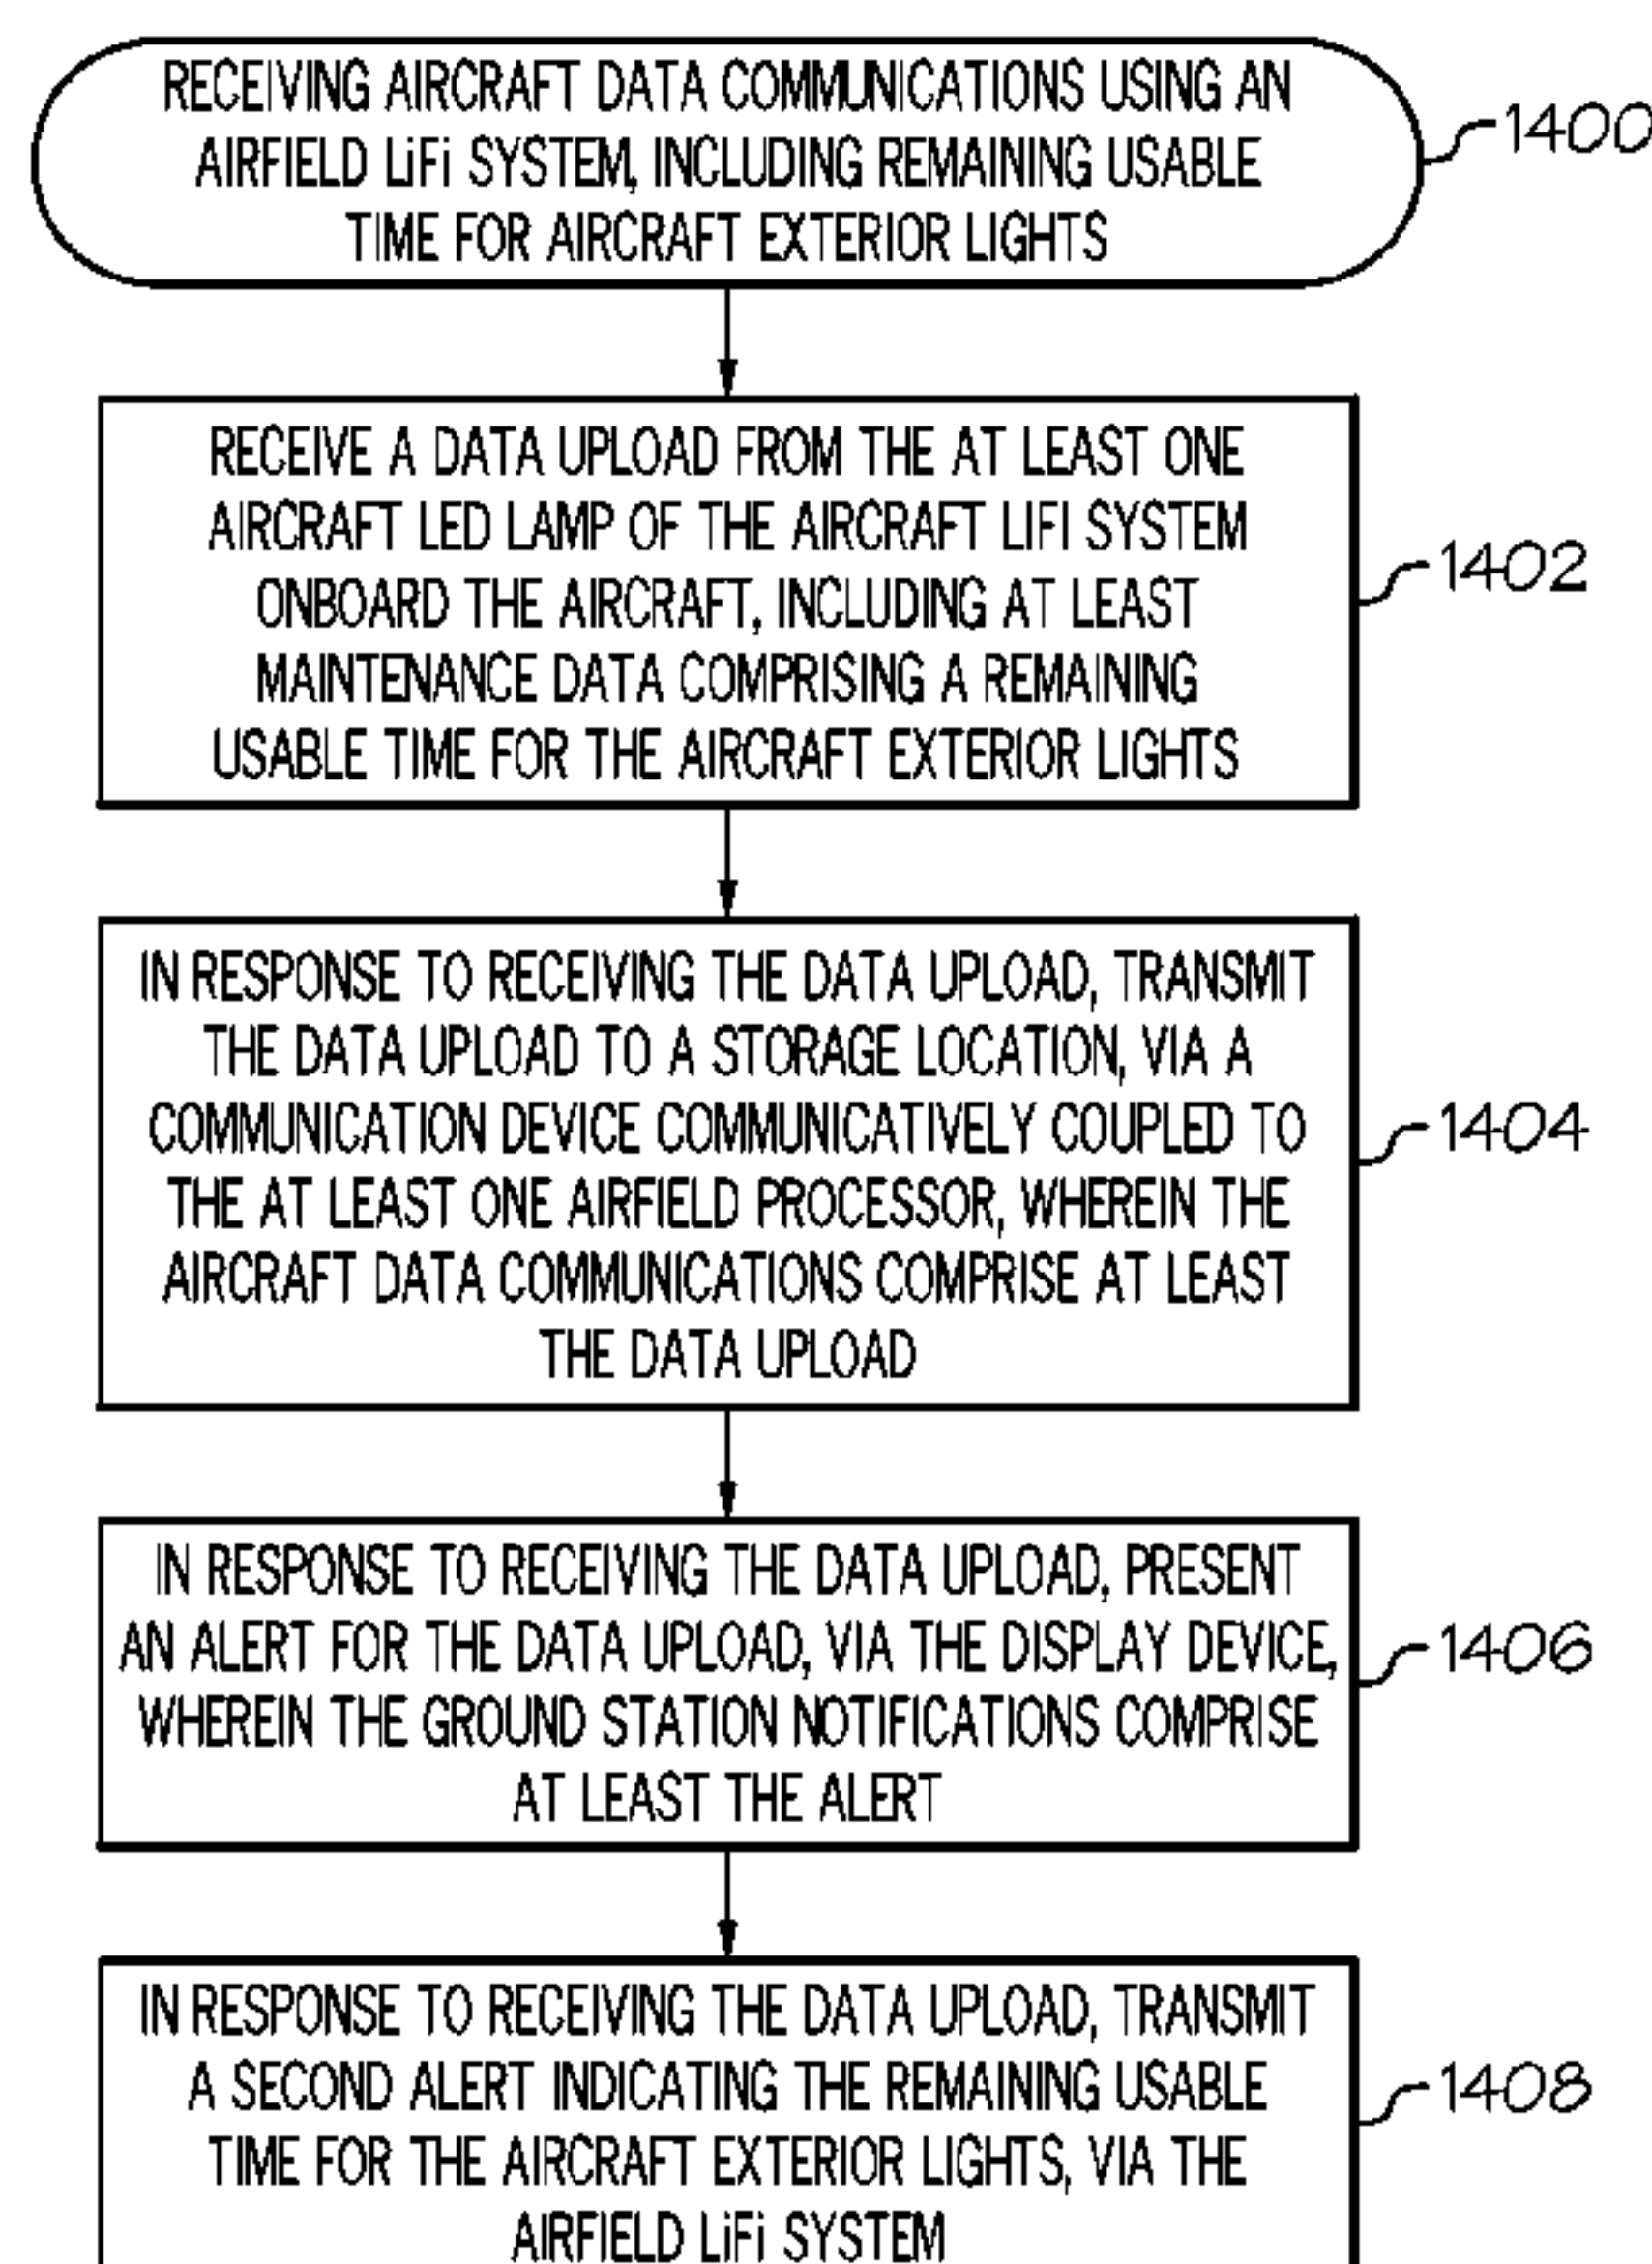 RECEIVING AIRCRAFT DATA COMMUNICATIONS USING AN
AIRFIELD LiFi SYSTEM, INCLUDING REMAINING USABLE
TIME FOR AIRCRAFT EXTERIOR LIGHTS
1400
RECEIVE A DATA UPLOAD FROM THE AT LEAST ONE
AIRCRAFT LED LAMP OF THE AIRCRAFT LIFI SYSTEM
ONBOARD THE AIRCRAFT, INCLUDING AT LEAST
MAINTENANCE DATA COMPRISING A REMAINING
USABLE TIME FOR THE AIRCRAFT EXTERIOR LIGHTS
1402
IN RESPONSE TO RECEIVING THE DATA UPLOAD, TRANSMIT
THE DATA UPLOAD TO A STORAGE LOCATION, VIA A
COMMUNICATION DEVICE COMMUNICATIVELY COUPLED TO
THE AT LEAST ONE AIRFIELD PROCESSOR, WHEREIN THE
AIRCRAFT DATA COMMUNICATIONS COMPRISE AT LEAST
THE DATA UPLOAD
1404
IN RESPONSE TO RECEIVING THE DATA UPLOAD, PRESENT
AN ALERT FOR THE DATA UPLOAD, VIA THE DISPLAY DEVICE,
WHEREIN THE GROUND STATION NOTIFICATIONS COMPRISE
AT LEAST THE ALERT
1406
IN RESPONSE TO RECEIVING THE DATA UPLOAD, TRANSMIT
A SECOND ALERT INDICATING THE REMAINING USABLE
TIME FOR THE AIRCRAFT EXTERIOR LIGHTS, VIA THE
AIRFIELD LiFi SYSTEM
1408